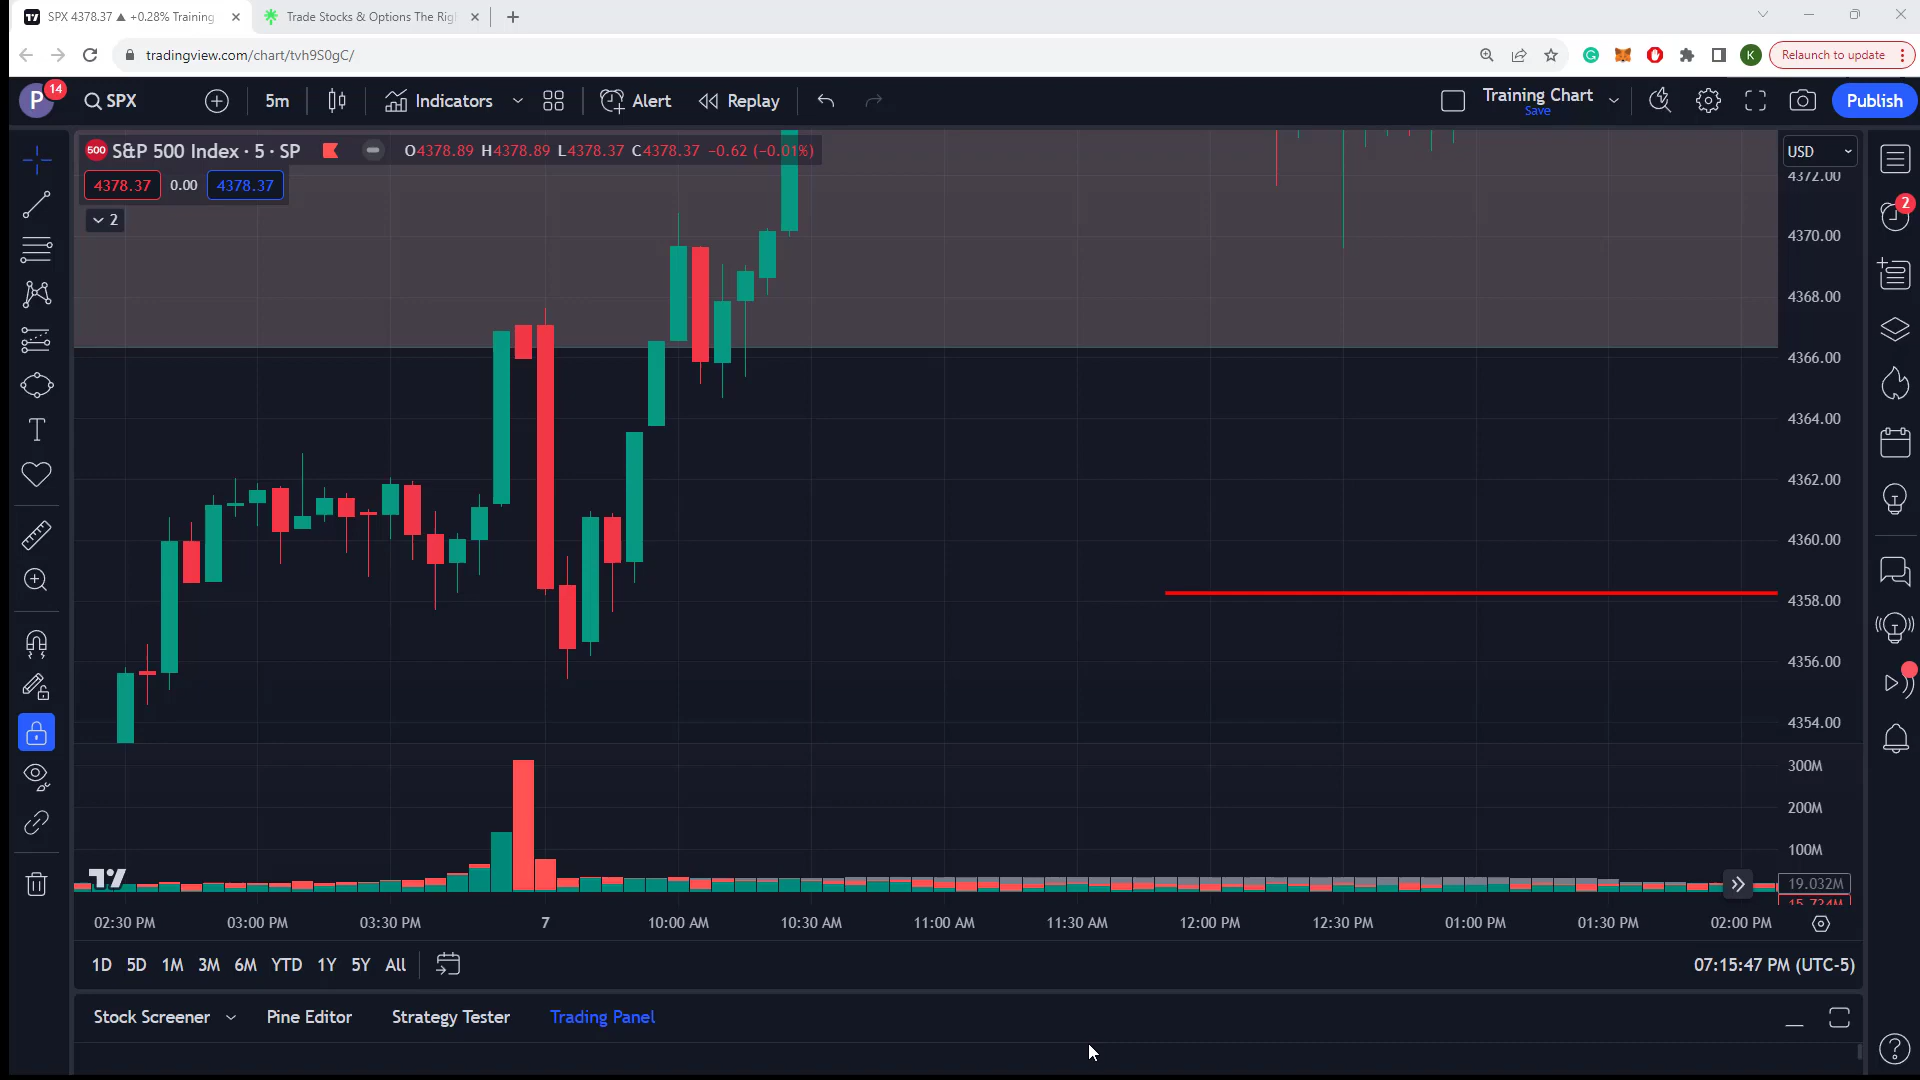 SPX 4378.37 ▲ +0.28% Training
Trade Stocks & Options The Rig
tradingview.com/chart/tvh9S0gC/
K
Relaunch to update
P
14
SPX
5m
Indicators
Alert
Replay
Training Chart
Save
Publish
500
S&P 500 Index · 5 · SP
O4378.89 H4378.89 L4378.37 C4378.37 −0.62 (−0.01%)
USD
4378.37
0.00
4378.37
2
2
4372.00
4370.00
4368.00
4366.00
4364.00
4362.00
4360.00
4358.00
4356.00
4354.00
300M
200M
100M
19.032M
15.724M
02:30 PM
03:00 PM
03:30 PM
7
10:00 AM
10:30 AM
11:00 AM
11:30 AM
12:00 PM
12:30 PM
01:00 PM
01:30 PM
02:00 PM
1D 5D 1M 3M 6M YTD 1Y 5Y All
07:15:47 PM (UTC-5)
Stock Screener
Pine Editor
Strategy Tester
Trading Panel